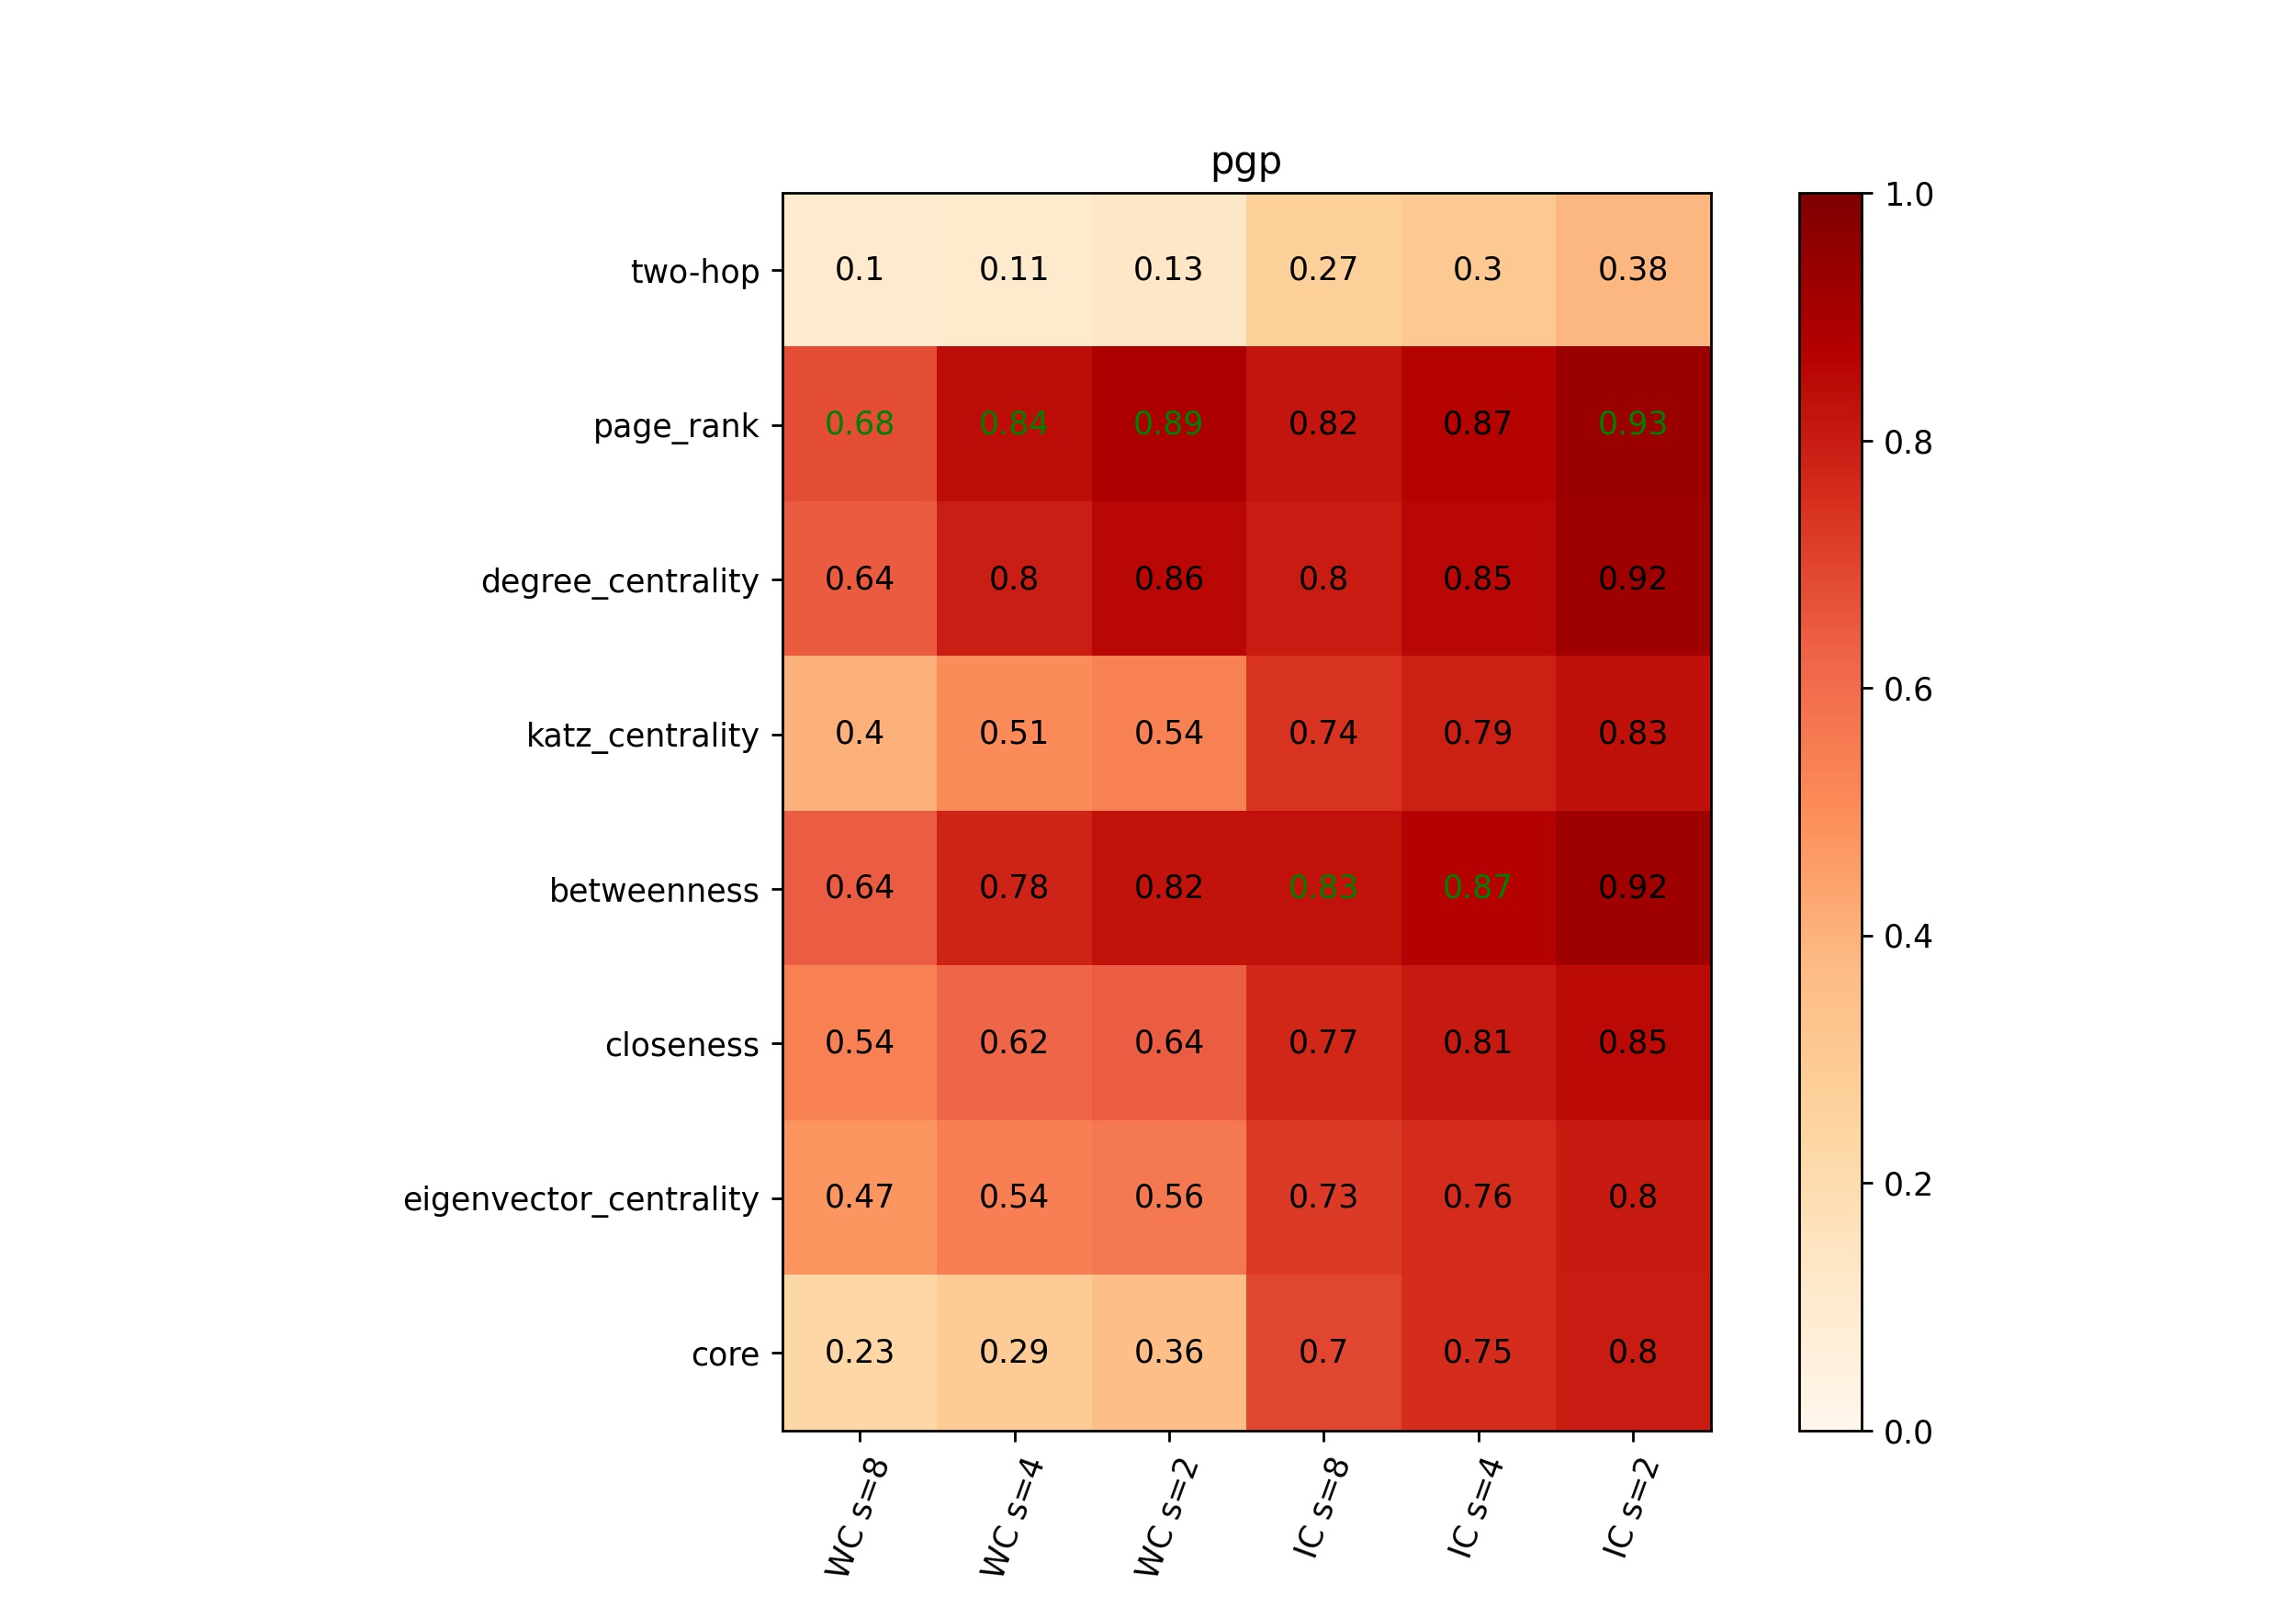 pgp
two-hop 0.1 0.11 0.13 0.27 0.3 0.38
page_rank 0.68 0.84 0.89 0.82 0.87 0.93
degree_centrality 0.64 0.8 0.86 0.8 0.85 0.92
katz_centrality 0.4 0.51 0.54 0.74 0.79 0.83
betweenness 0.64 0.78 0.82 0.83 0.87 0.92
closeness 0.54 0.62 0.64 0.77 0.81 0.85
eigenvector_centrality 0.47 0.54 0.56 0.73 0.76 0.8
core 0.23 0.29 0.36 0.7 0.75 0.8
WC s=8 WC s=4 WC s=2 IC s=8 IC s=4 IC s=2
1.0
0.8
0.6
0.4
0.2
0.0